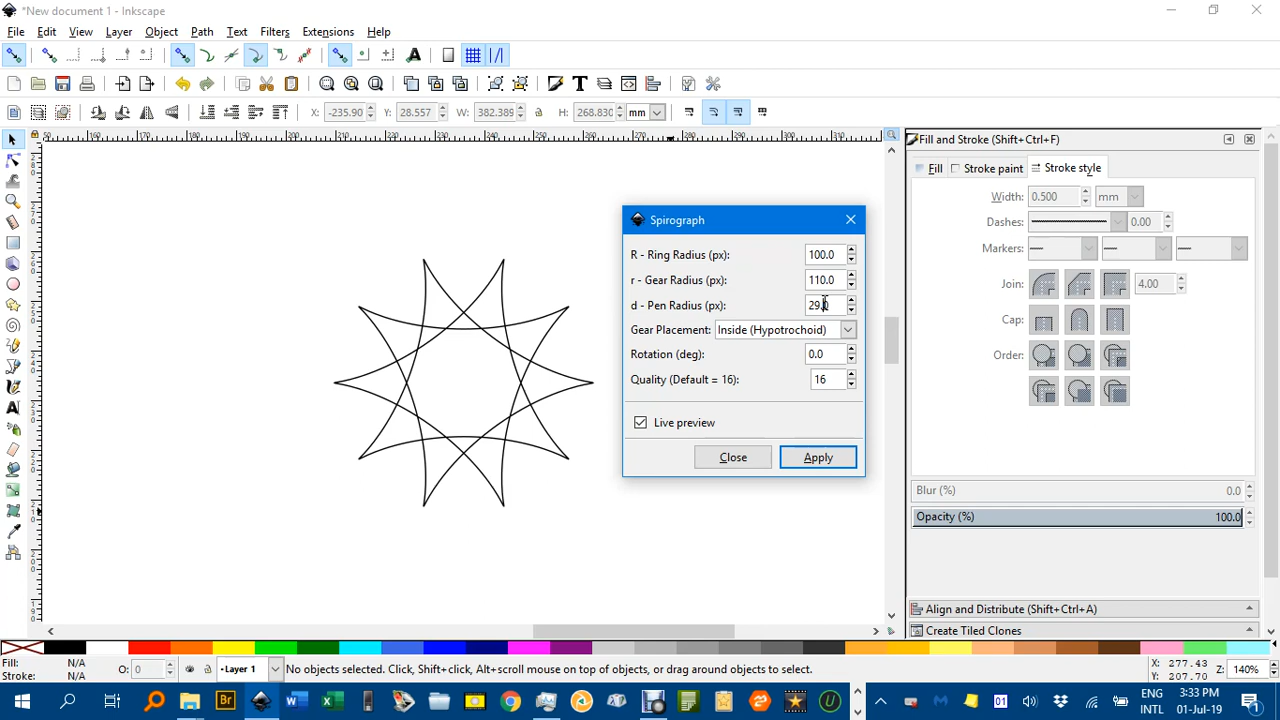 *New document 1 - Inkscape
File Edit View Layer Object Path Text Filters Extensions Help
X: -235.90 Y: 28.557 W: 382.389 H: 268.830 mm
Fill and Stroke (Shift+Ctrl+F)
Fill Stroke paint Stroke style
Width: 0.500 mm
Dashes: 0.00
Markers:
Join: 4.00
Cap:
Order:
Blur (%) 0.0
Opacity (%) 100.0
Align and Distribute (Shift+Ctrl+A)
Create Tiled Clones
Spirograph
R - Ring Radius (px): 100.0
r - Gear Radius (px): 110.0
d - Pen Radius (px): 29.0
Gear Placement: Inside (Hypotrochoid)
Rotation (deg): 0.0
Quality (Default = 16): 16
Live preview
Close Apply
Fill: N/A
Stroke: N/A
O: 0
Layer 1
No objects selected. Click, Shift+click, Alt+scroll mouse on top of objects, or drag around objects to select.
X: 277.43
Y: 207.70
Z: 140%
ENG
INTL
3:33 PM
01-Jul-19